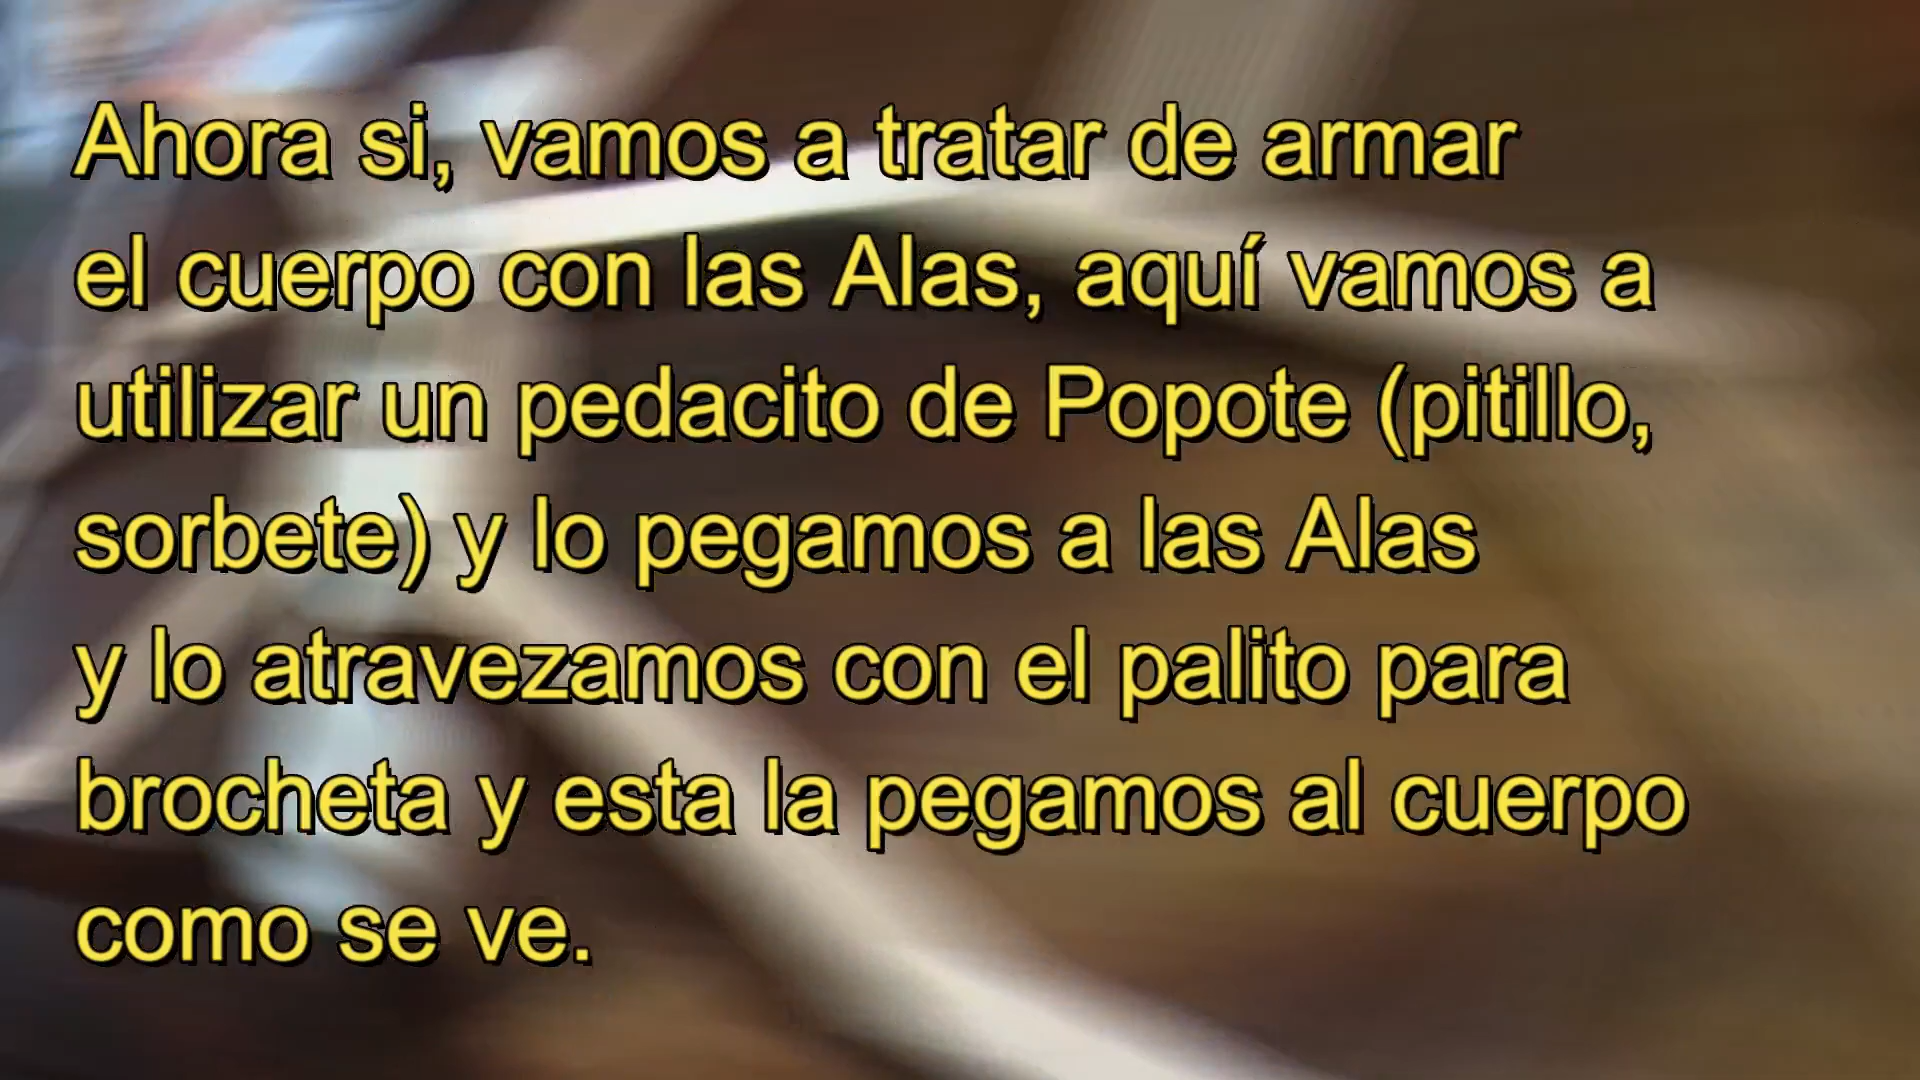 Ahora si, vamos a tratar de armar
el cuerpo con las Alas, aquí vamos a
utilizar un pedacito de Popote (pitillo,
sorbete) y lo pegamos a las Alas
y lo atravezamos con el palito para
brocheta y esta la pegamos al cuerpo
como se ve.